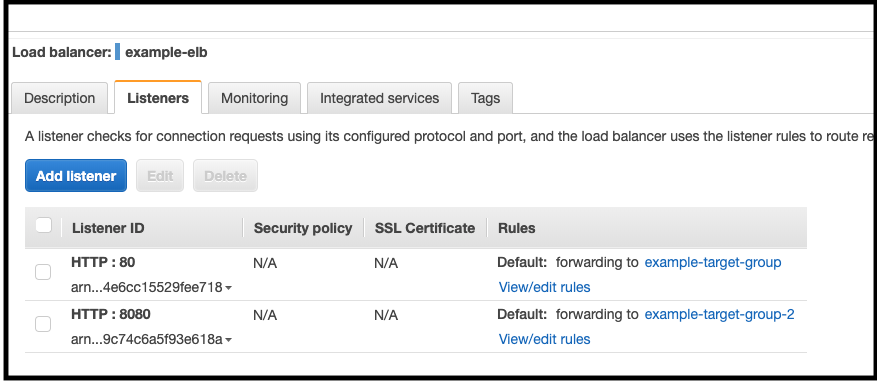 Load balancer: example-elb
Description Listeners Monitoring Integrated services Tags
A listener checks for connection requests using its configured protocol and port, and the load balancer uses the listener rules to route re
Add listener Edit Delete
Listener ID Security policy SSL Certificate Rules
HTTP : 80 N/A N/A Default: forwarding to example-target-group
arn...4e6cc15529fee718 View/edit rules
HTTP : 8080 N/A N/A Default: forwarding to example-target-group-2
arn...9c74c6a5f93e618a View/edit rules